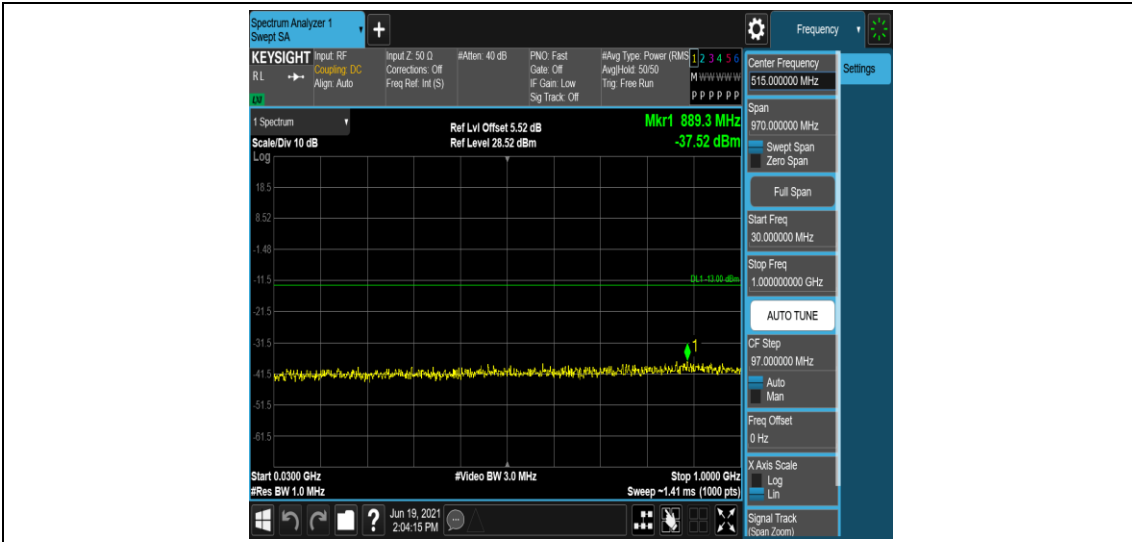 Spectrum Analyzer 1
Swept SA
+
Frequency
KEYSIGHT
RL
LXI
Input: RF
Coupling: DC
Align: Auto
Input Z: 50 Ω
Corrections: Off
Freq Ref: Int (S)
#Atten: 40 dB
PNO: Fast
Gate: Off
IF Gain: Low
Sig Track: Off
#Avg Type: Power (RMS
Avg|Hold: 50/50
Trig: Free Run
1 2 3 4 5 6
M W W W W W
P P P P P P
1 Spectrum
Scale/Div 10 dB
Log
Ref Lvl Offset 5.52 dB
Ref Level 28.52 dBm
Mkr1 889.3 MHz
-37.52 dBm
18.5
8.52
-1.48
-11.5
DL1 -13.00 dBm
-21.5
-31.5
1
-41.5
-51.5
-61.5
Start 0.0300 GHz
#Res BW 1.0 MHz
#Video BW 3.0 MHz
Stop 1.0000 GHz
Sweep ~1.41 ms (1000 pts)
?
Jun 19, 2021
2:04:15 PM
Center Frequency
515.000000 MHz
Settings
Span
970.000000 MHz
Swept Span
Zero Span
Full Span
Start Freq
30.000000 MHz
Stop Freq
1.000000000 GHz
AUTO TUNE
CF Step
97.000000 MHz
Auto
Man
Freq Offset
0 Hz
X Axis Scale
Log
Lin
Signal Track
(Span Zoom)